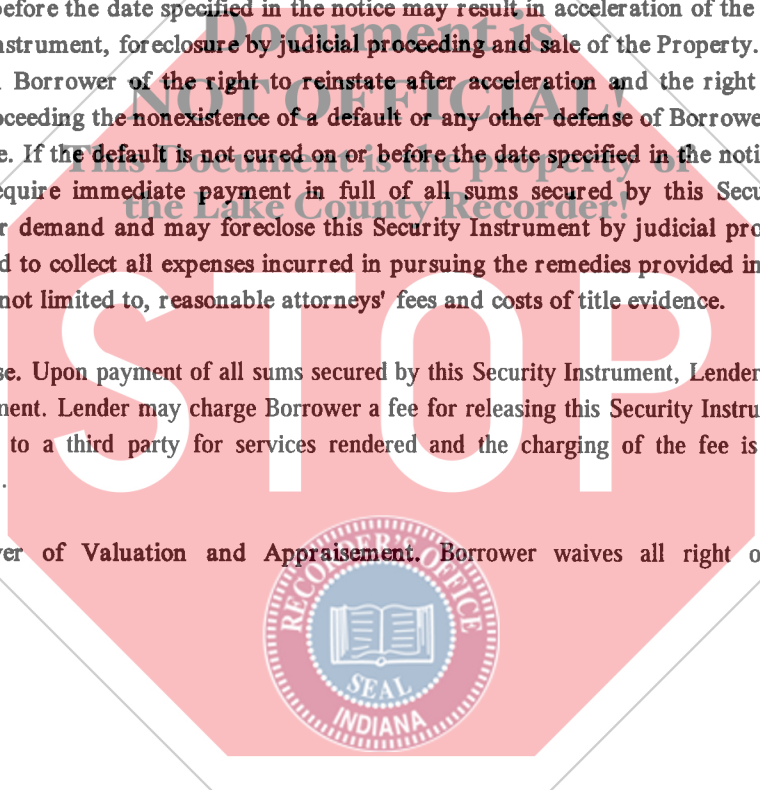 before the date specified in the notice may result in acceleration of the
nstrument, foreclosure by judicial proceeding and sale of the Property.
Borrower of the right to reinstate after acceleration and the right
oceeding the nonexistence of a default or any other defense of Borrowe
e. If the default is not cured on or before the date specified in the noti
equire immediate payment in full of all sums secured by this Secu
r demand and may foreclose this Security Instrument by judicial pro
d to collect all expenses incurred in pursuing the remedies provided in
not limited to, reasonable attorneys' fees and costs of title evidence.
se. Upon payment of all sums secured by this Security Instrument, Lender
ment. Lender may charge Borrower a fee for releasing this Security Instru
to a third party for services rendered and the charging of the fee is
.
ver of Valuation and Appraisement. Borrower waives all right o
Document is
NOT OFFICIAL!
This Document is the property of
the Lake County Recorder!
STOP
RECORDER'S OFFICE
SEAL
INDIANA